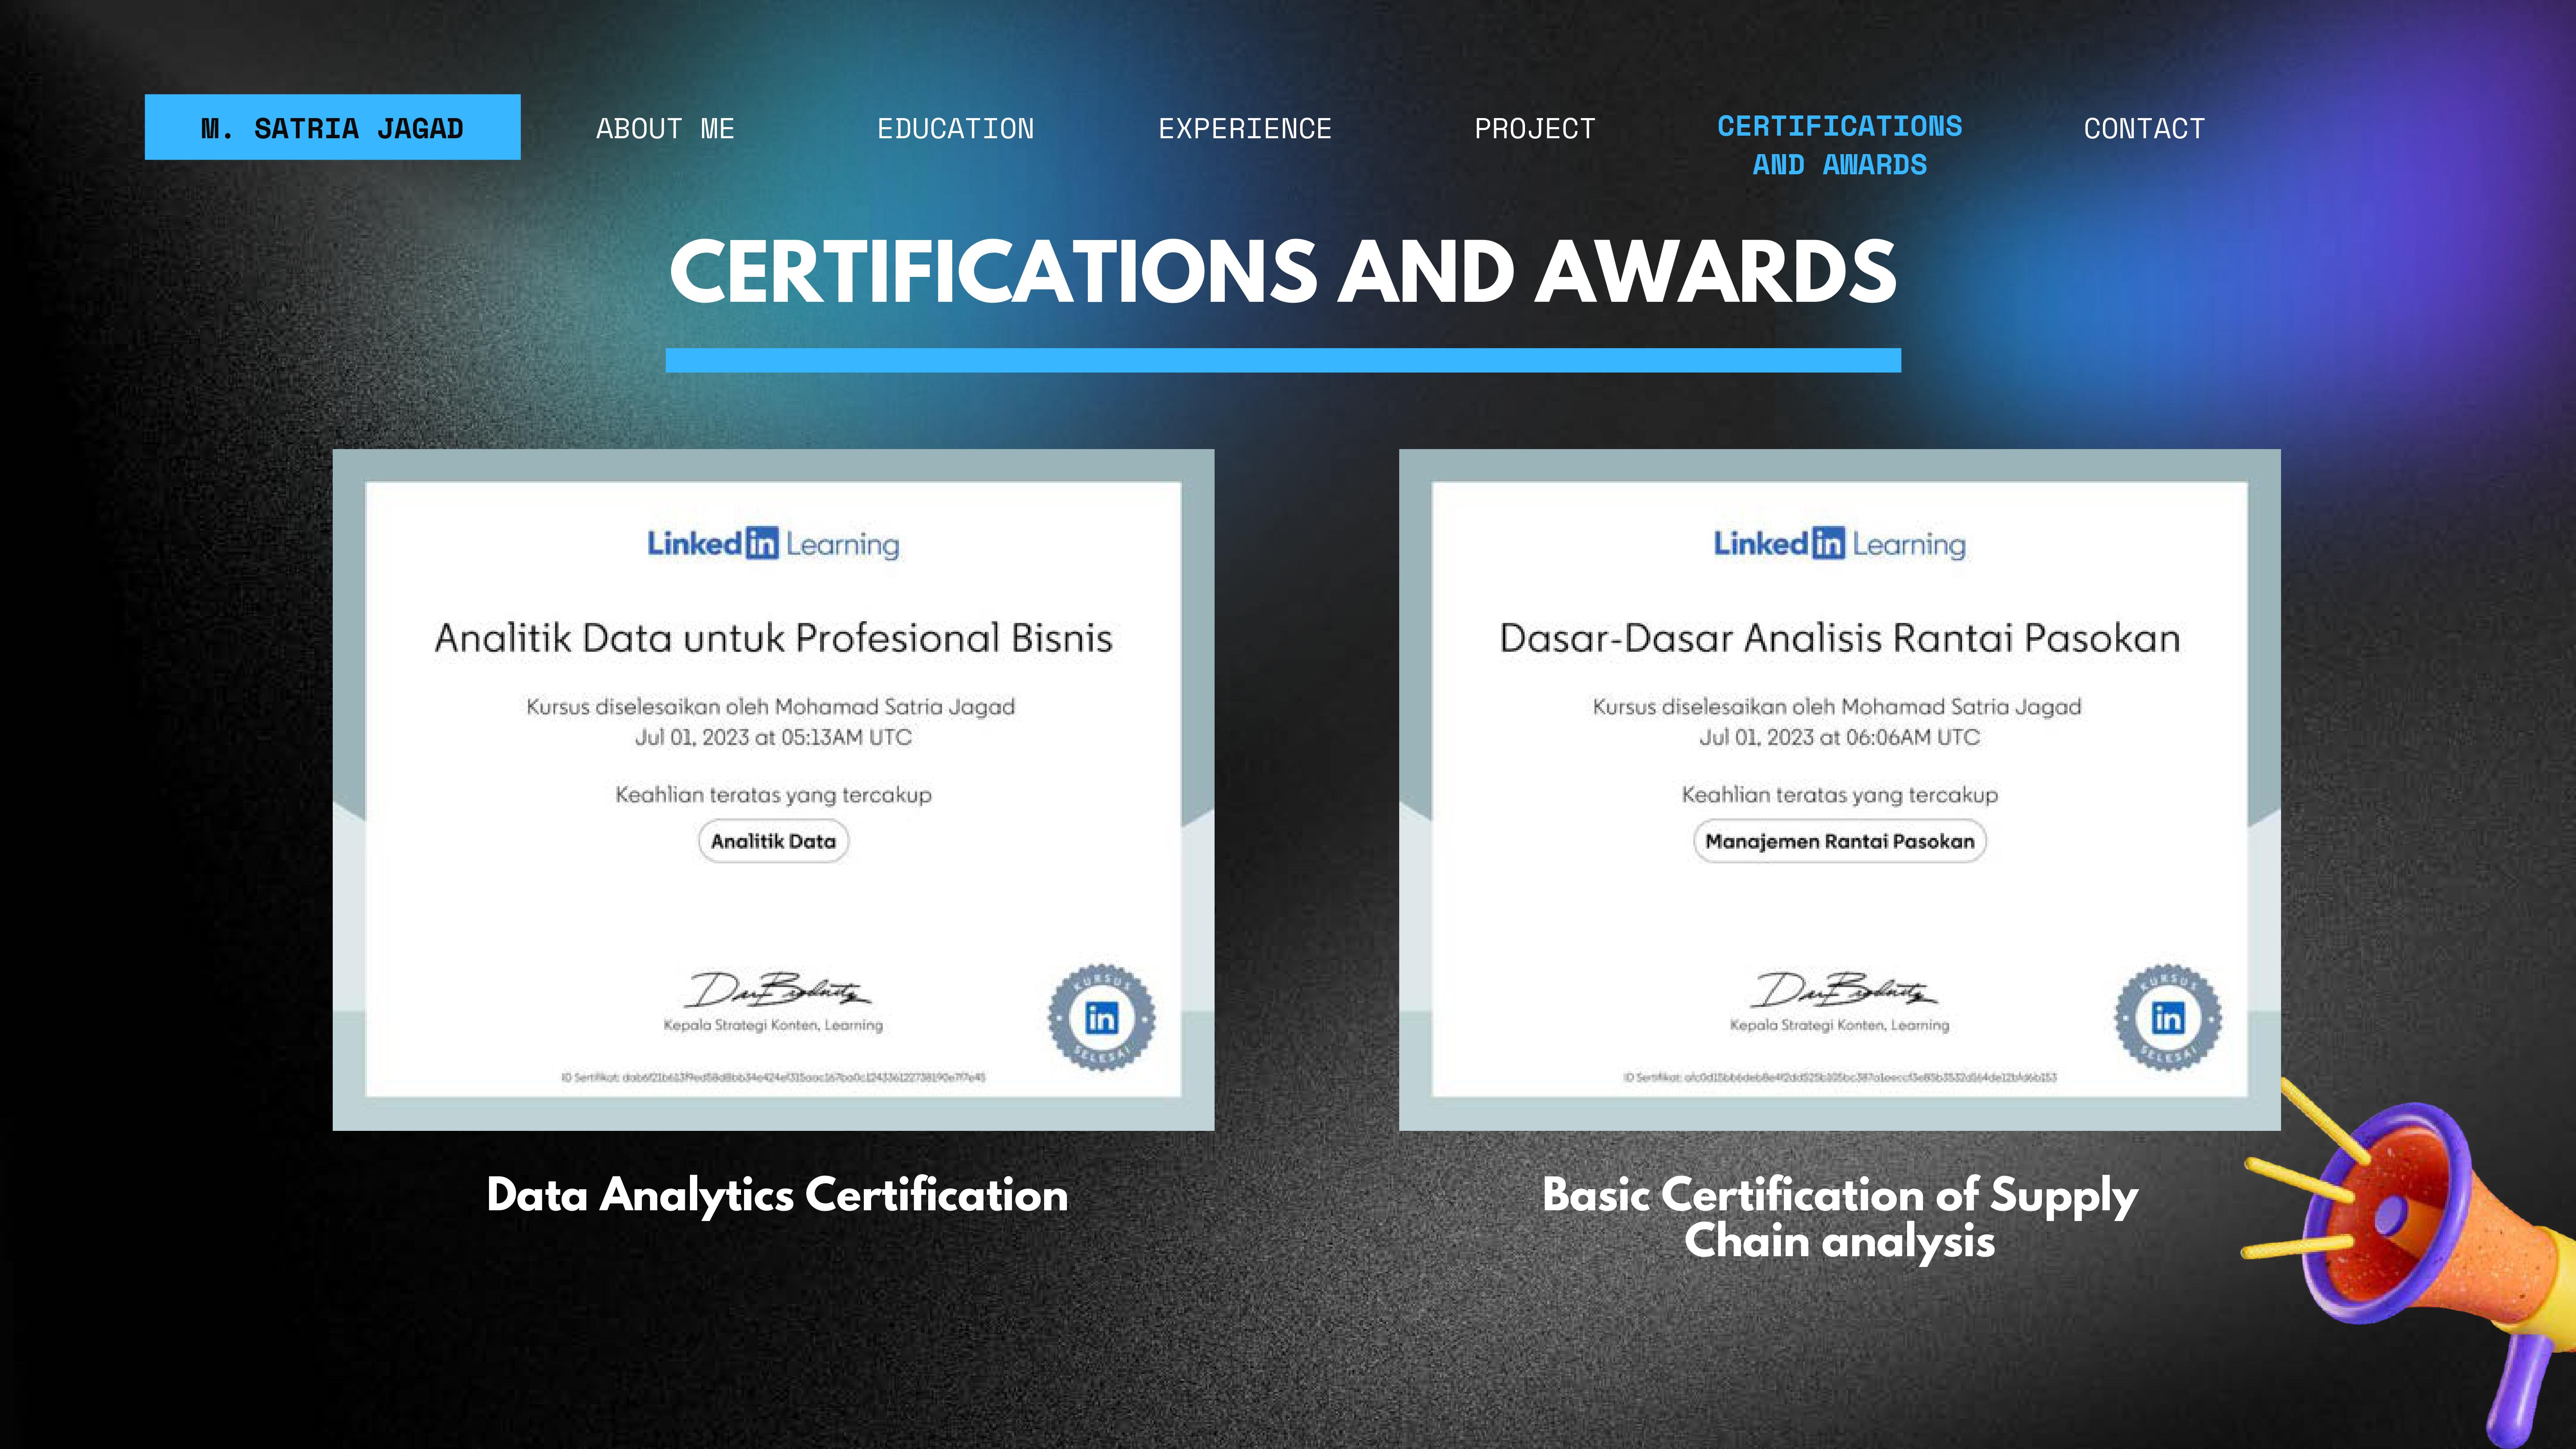 M. SATRIA JAGAD
ABOUT ME
EDUCATION
EXPERIENCE
PROJECT
CERTIFICATIONS
AND AWARDS
CONTACT
CERTIFICATIONS AND AWARDS
Linked in Learning
Analitik Data untuk Profesional Bisnis
Kursus diselesaikan oleh Mohamad Satria Jagad
Jul 01, 2023 at 05:13AM UTC
Keahlian teratas yang tercakup
Analitik Data
Kepala Strategi Konten, Learning
KURSUS
in
SELESAI
ID Sertifikat:
Data Analytics Certification
Linked in Learning
Dasar-Dasar Analisis Rantai Pasokan
Kursus diselesaikan oleh Mohamad Satria Jagad
Jul 01, 2023 at 06:06AM UTC
Keahlian teratas yang tercakup
Manajemen Rantai Pasokan
Kepala Strategi Konten, Learning
KURSUS
in
SELESAI
ID Sertifikat:
Basic Certification of Supply
Chain analysis